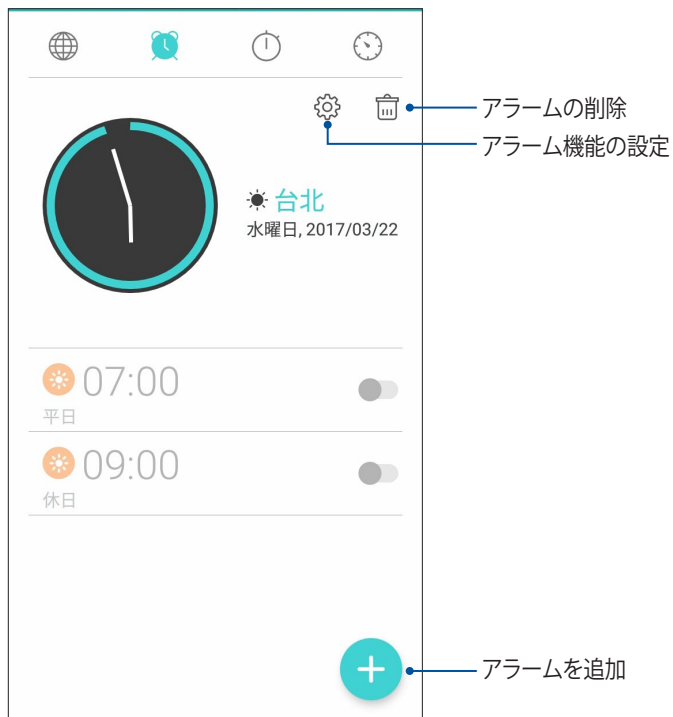 アラームの削除
アラーム機能の設定
台北
水曜日, 2017/03/22
07:00
平日
09:00
休日
アラームを追加